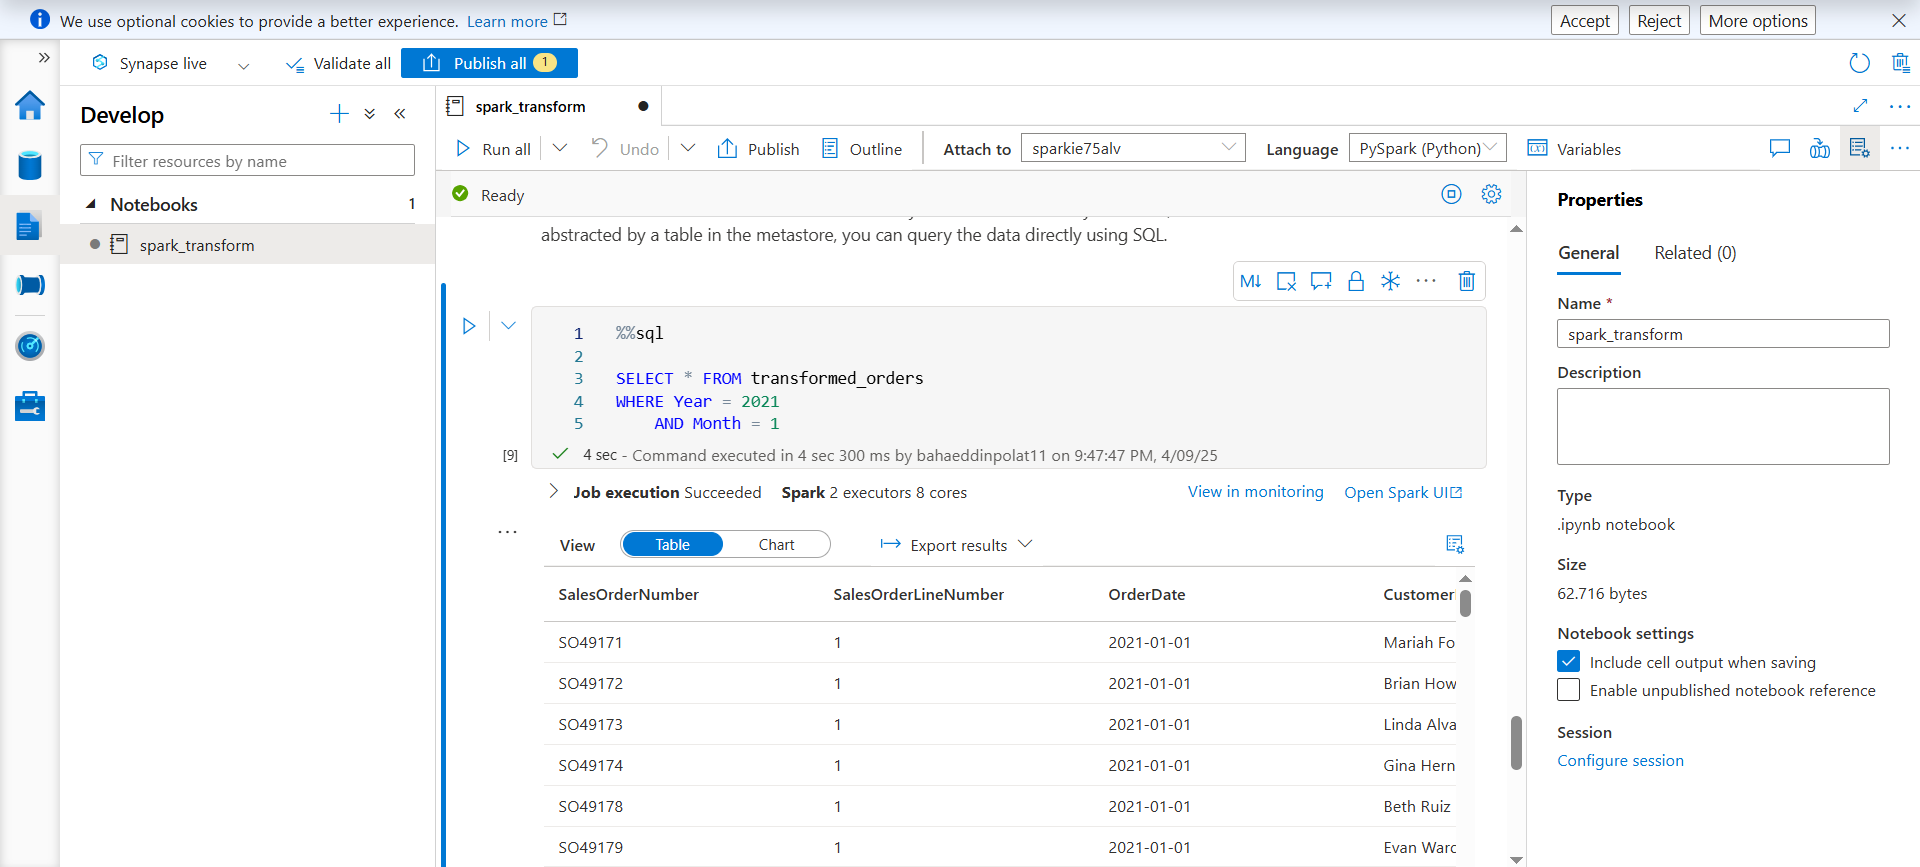 We use optional cookies to provide a better experience. Learn more
Accept Reject More options
Synapse live Validate all Publish all 1
Develop
Filter resources by name
Notebooks 1
spark_transform
spark_transform
Run all Undo Publish Outline Attach to sparkie75alv Language PySpark (Python) Variables
Ready
abstracted by a table in the metastore, you can query the data directly using SQL.
M↓
1 %%sql
2
3 SELECT * FROM transformed_orders
4 WHERE Year = 2021
5 AND Month = 1
[9] 4 sec - Command executed in 4 sec 300 ms by bahaeddinpolat11 on 9:47:47 PM, 4/09/25
Job execution Succeeded Spark 2 executors 8 cores View in monitoring Open Spark UI
View Table Chart Export results
SalesOrderNumber SalesOrderLineNumber OrderDate Customer
SO49171 1 2021-01-01 Mariah Fo
SO49172 1 2021-01-01 Brian How
SO49173 1 2021-01-01 Linda Alva
SO49174 1 2021-01-01 Gina Hern
SO49178 1 2021-01-01 Beth Ruiz
SO49179 1 2021-01-01 Evan Ward
Properties
General Related (0)
Name *
spark_transform
Description
Type
.ipynb notebook
Size
62.716 bytes
Notebook settings
Include cell output when saving
Enable unpublished notebook reference
Session
Configure session